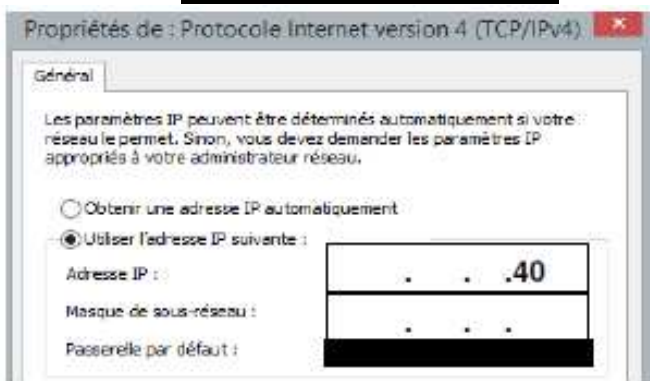 Propriétés de : Protocole Internet version 4 (TCP/IPv4)
Général
Les paramètres IP peuvent être déterminés automatiquement si votre
réseau le permet. Sinon, vous devez demander les paramètres IP
appropriés à votre administrateur réseau.
Obtenir une adresse IP automatiquement
Utiliser l'adresse IP suivante :
Adresse IP : . . .40
Masque de sous-réseau : . . .
Passerelle par défaut :